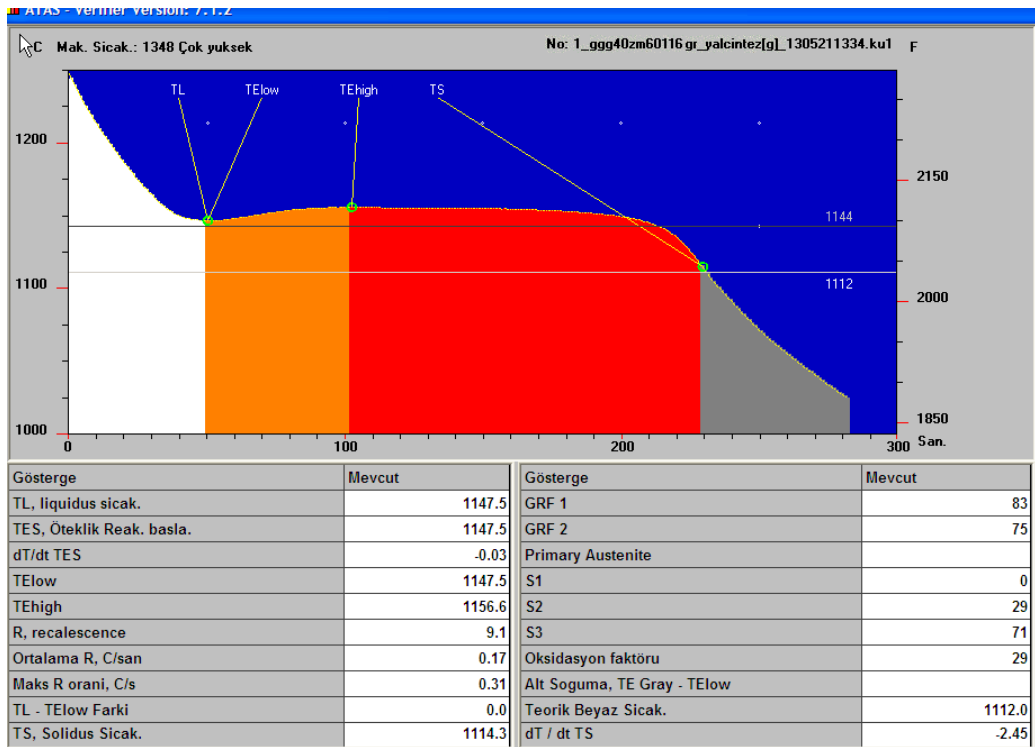 ATAS - Verifier Version: 7.1.2
C Mak. Sicak.: 1348 Çok yuksek No: 1_ggg40zm60116 gr_yalcintez[g]_1305211334.ku1 F
TL TElow TEhigh TS
1200
2150
1144
1100
1112
2000
1000
1850
0 100 200 300 San.
Gösterge Mevcut Gösterge Mevcut
TL, liquidus sicak. 1147.5 GRF 1 83
TES, Öteklik Reak. basla. 1147.5 GRF 2 75
dT/dt TES -0.03 Primary Austenite
TElow 1147.5 S1 0
TEhigh 1156.6 S2 29
R, recalescence 9.1 S3 71
Ortalama R, C/san 0.17 Oksidasyon faktöru 29
Maks R orani, C/s 0.31 Alt Soguma, TE Gray - TElow
TL - TElow Farki 0.0 Teorik Beyaz Sicak. 1112.0
TS, Solidus Sicak. 1114.3 dT / dt TS -2.45